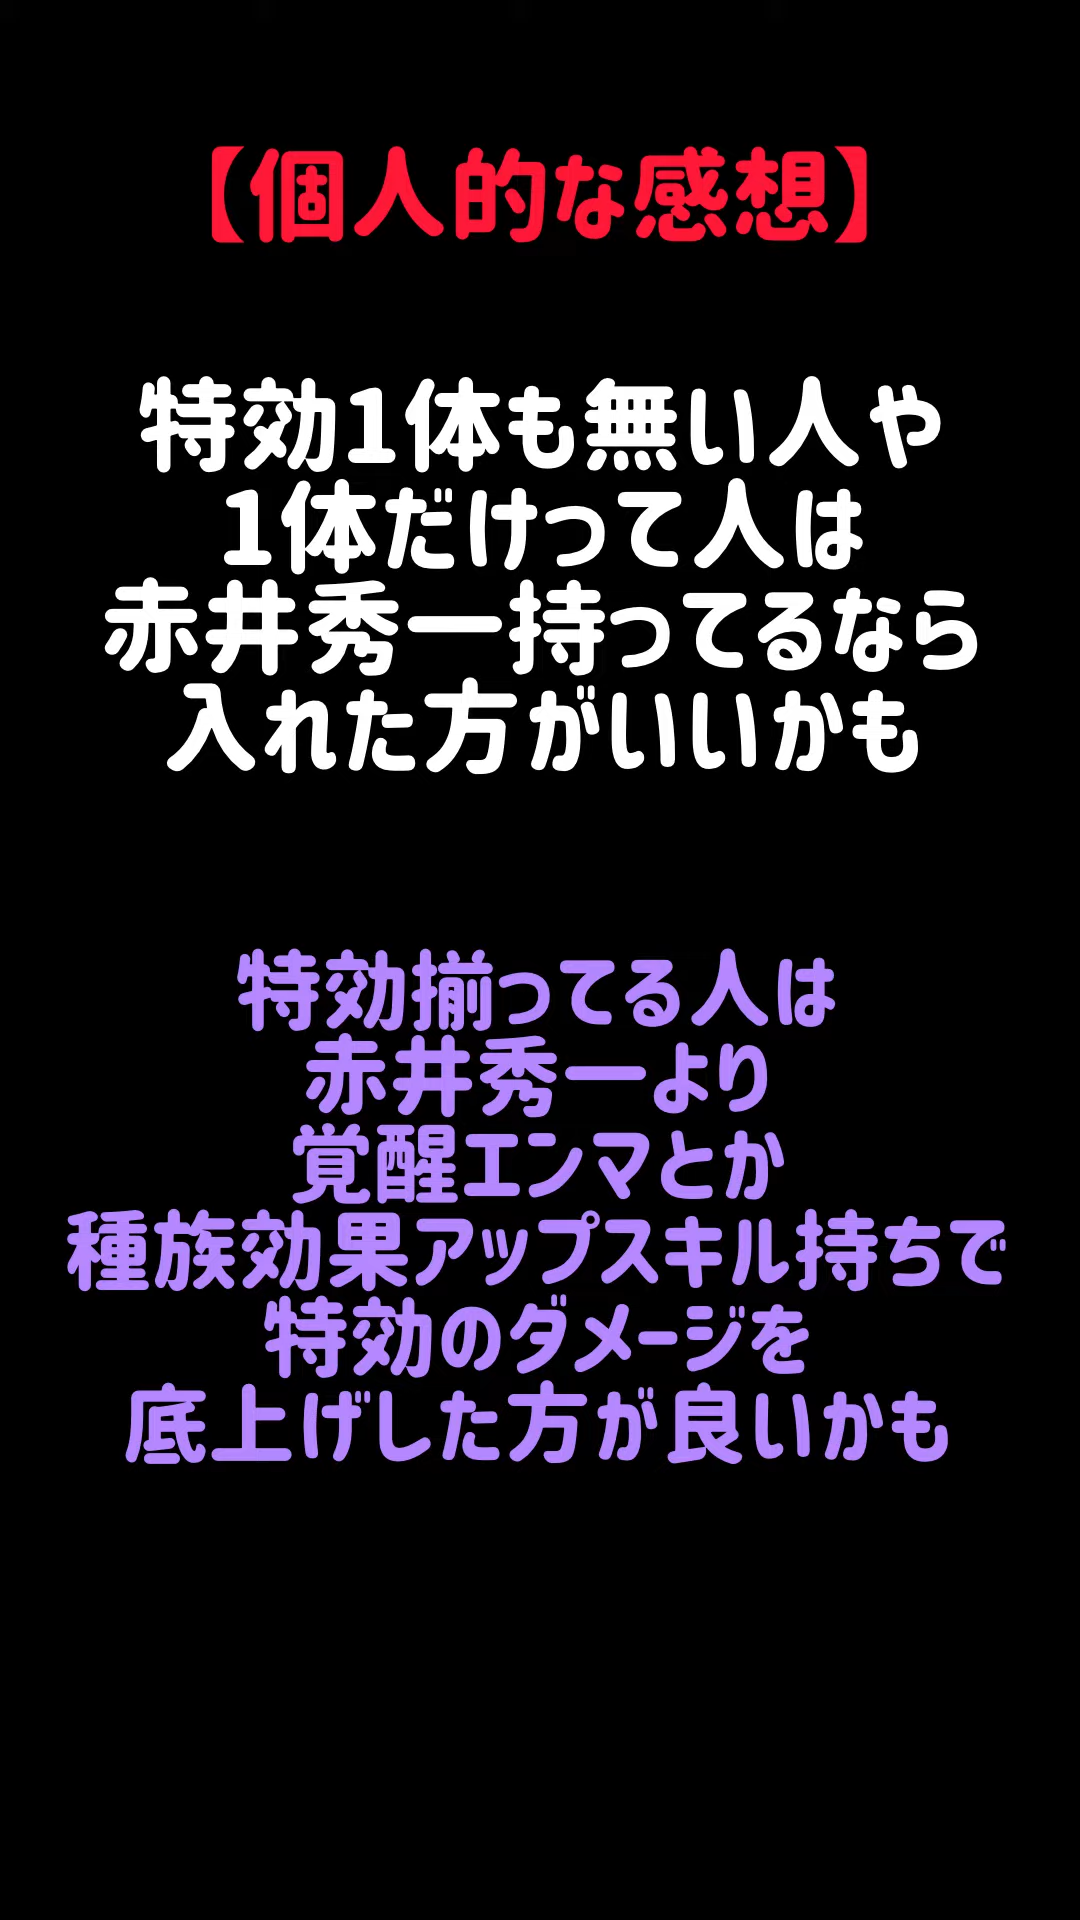 【個人的な感想】
特効1体も無い人や
1体だけって人は
赤井秀一持ってるなら
入れた方がいいかも
特効揃ってる人は
赤井秀一より
覚醒エンマとか
種族効果アップスキル持ちで
特効のダメージを
底上げした方が良いかも